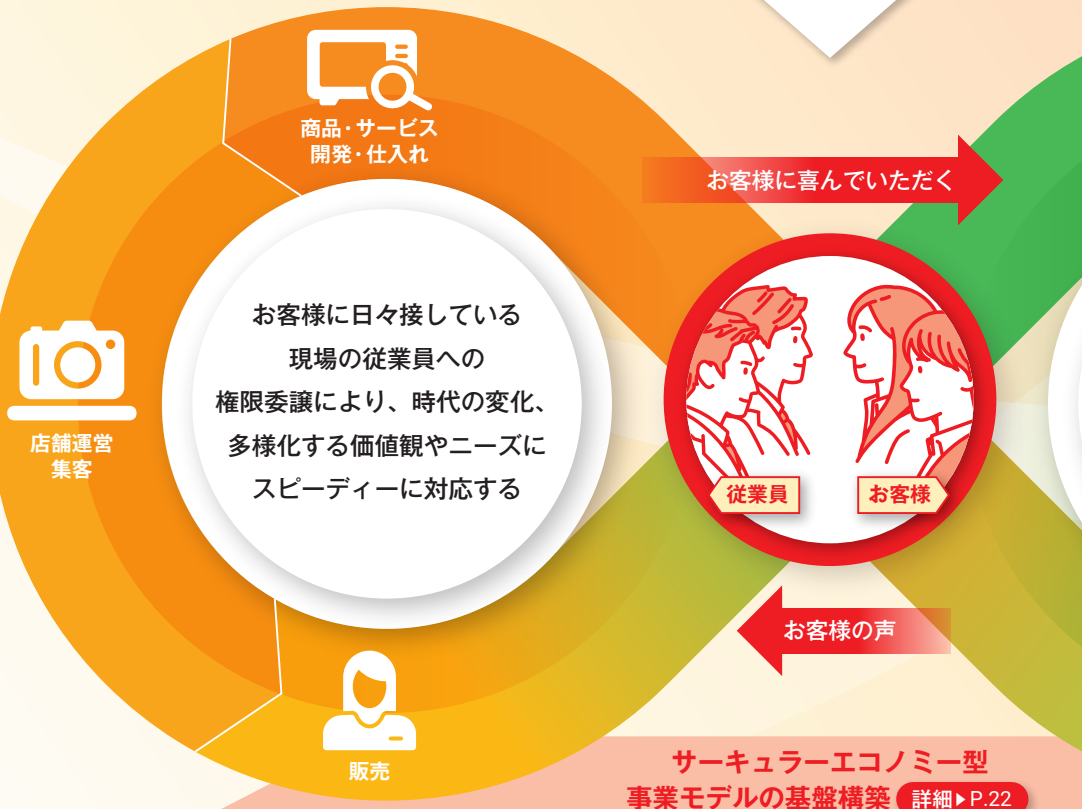 商品・サービス
開発・仕入れ
お客様に喜んでいただく
お客様に日々接している
現場の従業員への
権限委譲により、時代の変化、
多様化する価値観やニーズに
スピーディーに対応する
店舗運営
集客
従業員
お客様
お客様の声
販売
サーキュラーエコノミー型
事業モデルの基盤構築 詳細▶P.22